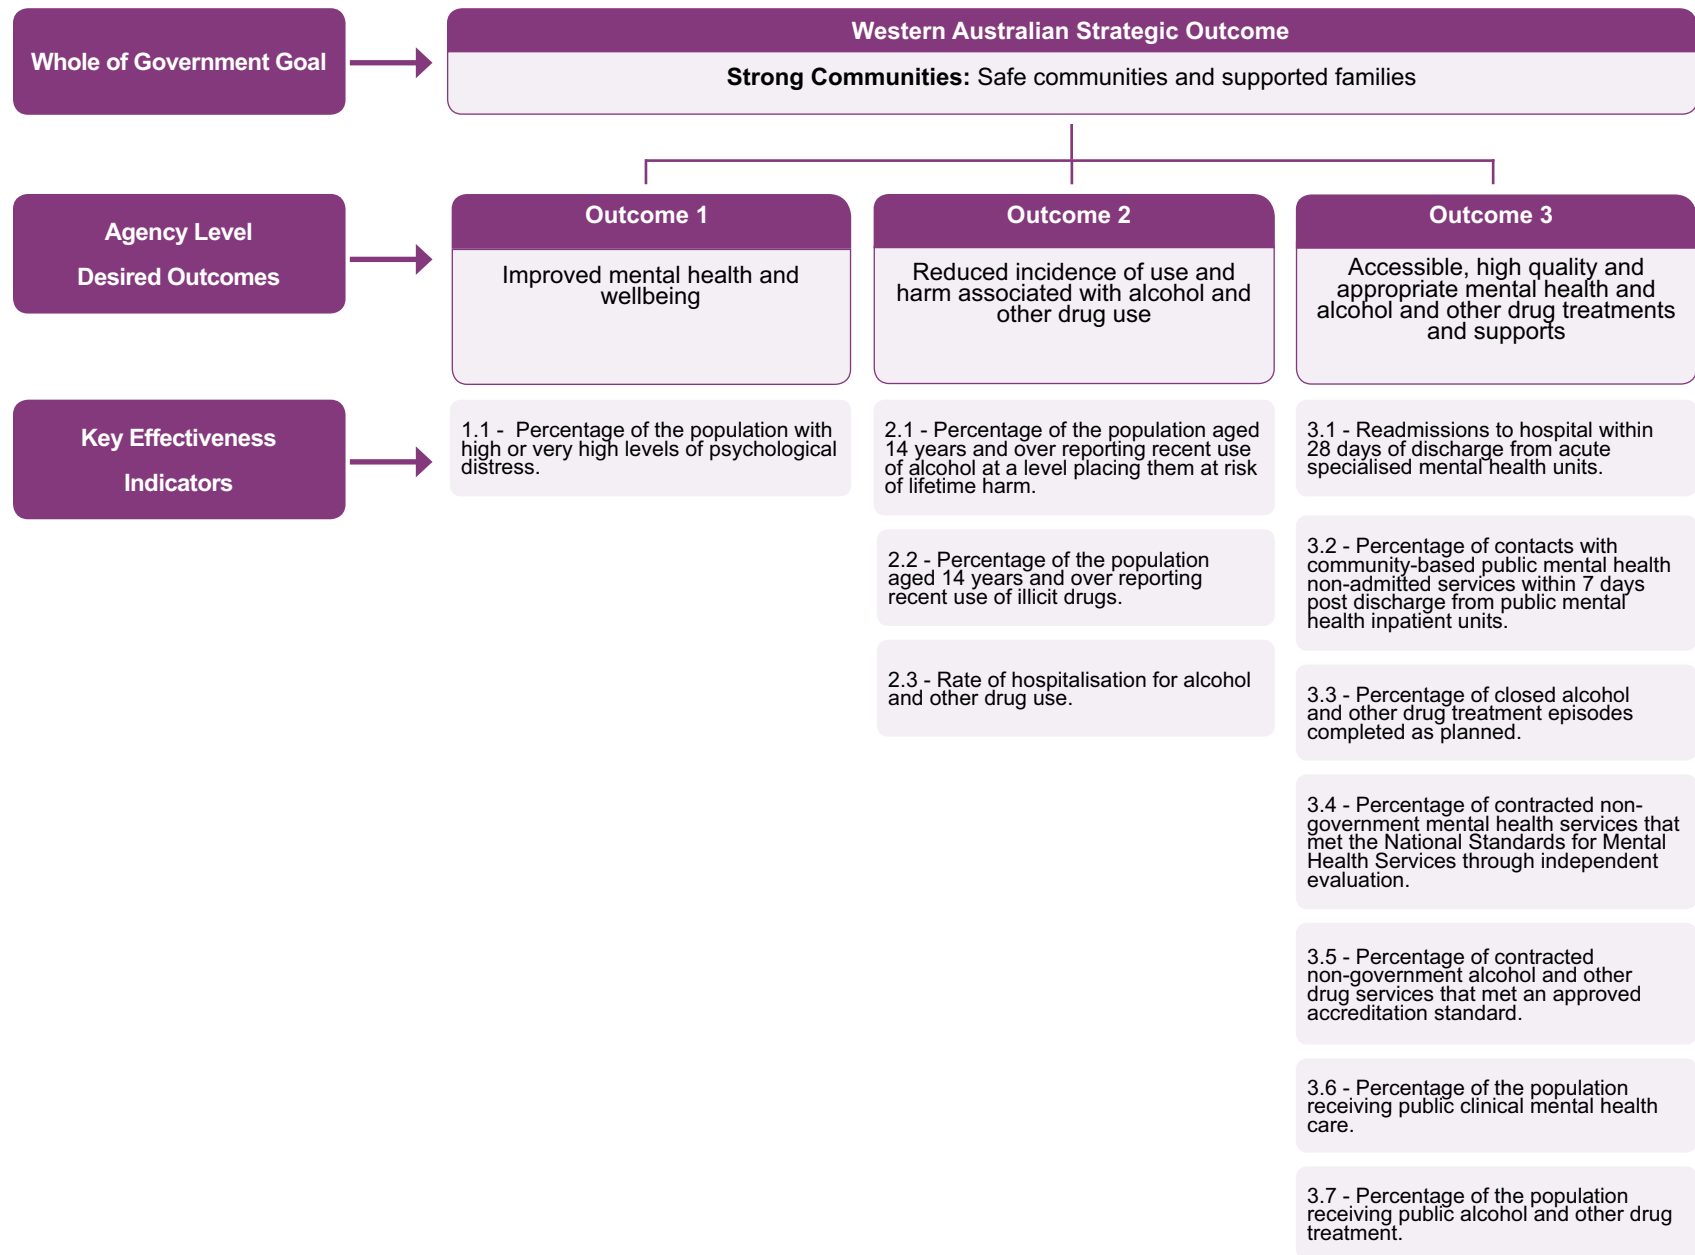 Whole of Government Goal
Western Australian Strategic Outcome
Strong Communities: Safe communities and supported families
Agency Level
Desired Outcomes
Outcome 1
Improved mental health and
wellbeing
Outcome 2
Reduced incidence of use and
harm associated with alcohol and
other drug use
Outcome 3
Accessible, high quality and
appropriate mental health and
alcohol and other drug treatments
and supports
Key Effectiveness
Indicators
1.1 - Percentage of the population with
high or very high levels of psychological
distress.
2.1 - Percentage of the population aged
14 years and over reporting recent use
of alcohol at a level placing them at risk
of lifetime harm.
2.2 - Percentage of the population
aged 14 years and over reporting
recent use of illicit drugs.
2.3 - Rate of hospitalisation for alcohol
and other drug use.
3.1 - Readmissions to hospital within
28 days of discharge from acute
specialised mental health units.
3.2 - Percentage of contacts with
community-based public mental health
non-admitted services within 7 days
post discharge from public mental
health inpatient units.
3.3 - Percentage of closed alcohol
and other drug treatment episodes
completed as planned.
3.4 - Percentage of contracted non-
government mental health services that
met the National Standards for Mental
Health Services through independent
evaluation.
3.5 - Percentage of contracted
non-government alcohol and other
drug services that met an approved
accreditation standard.
3.6 - Percentage of the population
receiving public clinical mental health
care.
3.7 - Percentage of the population
receiving public alcohol and other drug
treatment.